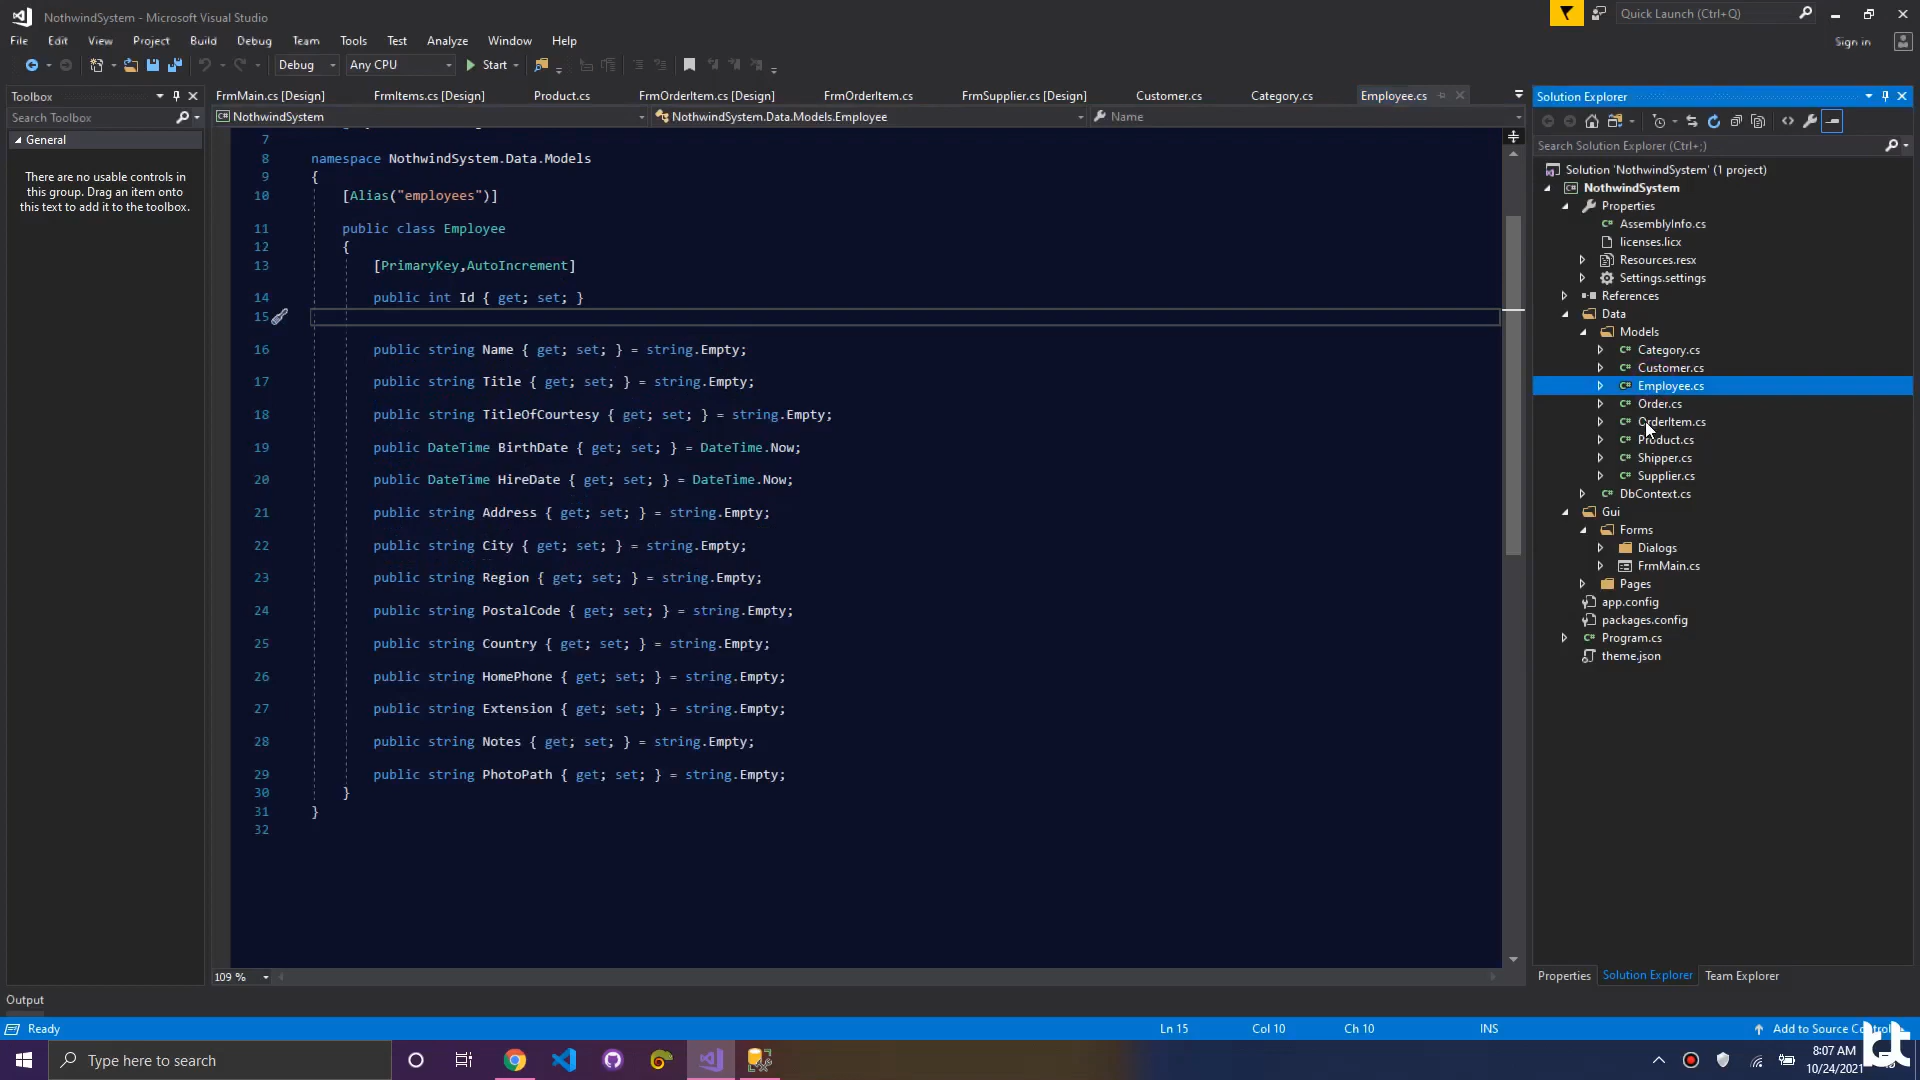 NothwindSystem - Microsoft Visual Studio
Quick Launch (Ctrl+Q)
File Edit View Project Build Debug Team Tools Test Analyze Window Help
Sign in
Debug Any CPU Start
Toolbox
Search Toolbox
General
There are no usable controls in
this group. Drag an item onto
this text to add it to the toolbox.
FrmMain.cs [Design] FrmItems.cs [Design] Product.cs FrmOrderItem.cs [Design] FrmOrderItem.cs FrmSupplier.cs [Design] Customer.cs Category.cs Employee.cs
NothwindSystem NothwindSystem.Data.Models.Employee Name
7
8 namespace NothwindSystem.Data.Models
9 {
10 [Alias("employees")]
11 public class Employee
12 {
13 [PrimaryKey,AutoIncrement]
14 public int Id { get; set; }
15
16 public string Name { get; set; } = string.Empty;
17 public string Title { get; set; } = string.Empty;
18 public string TitleOfCourtesy { get; set; } = string.Empty;
19 public DateTime BirthDate { get; set; } = DateTime.Now;
20 public DateTime HireDate { get; set; } = DateTime.Now;
21 public string Address { get; set; } = string.Empty;
22 public string City { get; set; } = string.Empty;
23 public string Region { get; set; } = string.Empty;
24 public string PostalCode { get; set; } = string.Empty;
25 public string Country { get; set; } = string.Empty;
26 public string HomePhone { get; set; } = string.Empty;
27 public string Extension { get; set; } = string.Empty;
28 public string Notes { get; set; } = string.Empty;
29 public string PhotoPath { get; set; } = string.Empty;
30 }
31 }
32
109 %
Solution Explorer
Search Solution Explorer (Ctrl+;)
Solution 'NothwindSystem' (1 project)
NothwindSystem
Properties
AssemblyInfo.cs
licenses.licx
Resources.resx
Settings.settings
References
Data
Models
Category.cs
Customer.cs
Employee.cs
Order.cs
OrderItem.cs
Product.cs
Shipper.cs
Supplier.cs
DbContext.cs
Gui
Forms
Dialogs
FrmMain.cs
Pages
app.config
packages.config
Program.cs
theme.json
Properties Solution Explorer Team Explorer
Output
Ready Ln 15 Col 10 Ch 10 INS Add to Source
Type here to search
8:07 AM